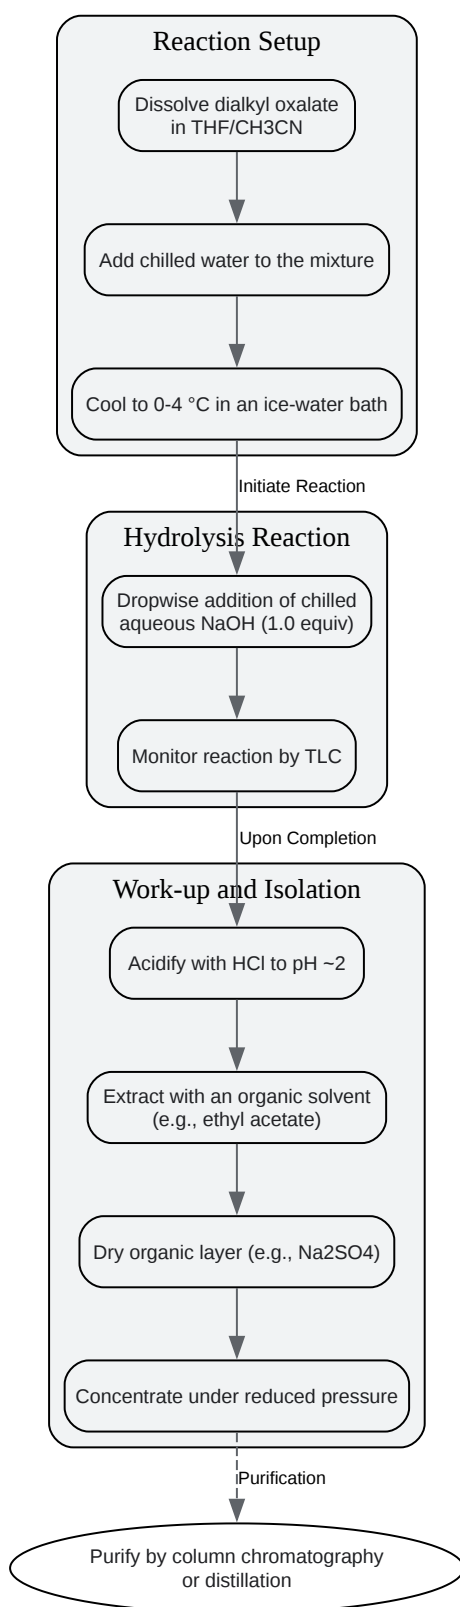 Reaction Setup
Dissolve dialkyl oxalate
in THF/CH3CN
Add chilled water to the mixture
Cool to 0-4 °C in an ice-water bath
Initiate Reaction
Hydrolysis Reaction
Dropwise addition of chilled
aqueous NaOH (1.0 equiv)
Monitor reaction by TLC
Upon Completion
Work-up and Isolation
Acidify with HCl to pH ~2
Extract with an organic solvent
(e.g., ethyl acetate)
Dry organic layer (e.g., Na2SO4)
Concentrate under reduced pressure
Purification
Purify by column chromatography
or distillation